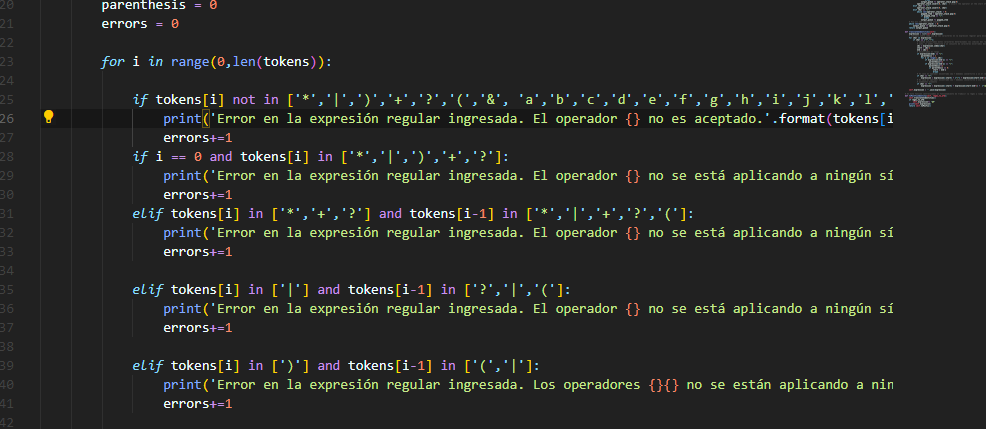 20 parenthesis = 0
21 errors = 0
22
23 for i in range(0,len(tokens)):
24
25 if tokens[i] not in ['*','|',')','+','?','(','&', 'a','b','c','d','e','f','g','h','i','j','k','l','
26 print('Error en la expresión regular ingresada. El operador {} no es aceptado.'.format(tokens[i
27 errors+=1
28 if i == 0 and tokens[i] in ['*','|',')','+','?']:
29 print('Error en la expresión regular ingresada. El operador {} no se está aplicando a ningún sí
30 errors+=1
31 elif tokens[i] in ['*','+','?'] and tokens[i-1] in ['*','|','+','?','(']:
32 print('Error en la expresión regular ingresada. El operador {} no se está aplicando a ningún sí
33 errors+=1
34
35 elif tokens[i] in ['|'] and tokens[i-1] in ['?','|','(']:
36 print('Error en la expresión regular ingresada. El operador {} no se está aplicando a ningún sí
37 errors+=1
38
39 elif tokens[i] in [')'] and tokens[i-1] in ['(','|']:
40 print('Error en la expresión regular ingresada. Los operadores {}{} no se están aplicando a nin
41 errors+=1
42